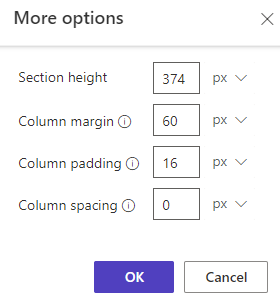 More options
Section height 374 px
Column margin 60 px
Column padding 16 px
Column spacing 0 px
OK Cancel